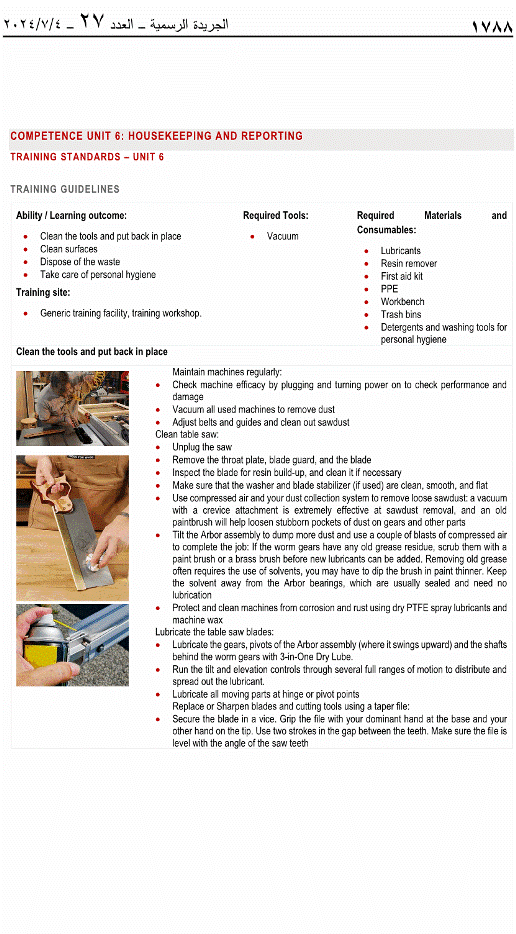 ١٧٨٨
الجريدة الرسمية – العدد ٢٧ – ٢٠٢٤/٧/٤
COMPETENCE UNIT 6: HOUSEKEEPING AND REPORTING
TRAINING STANDARDS – UNIT 6
TRAINING GUIDELINES
Ability / Learning outcome:
• Clean the tools and put back in place
• Clean surfaces
• Dispose of the waste
• Take care of personal hygiene
Training site:
• Generic training facility, training workshop.
Required Tools:
• Vacuum
Required Materials and
Consumables:
• Lubricants
• Resin remover
• First aid kit
• PPE
• Workbench
• Trash bins
• Detergents and washing tools for
personal hygiene
Clean the tools and put back in place
Maintain machines regularly:
• Check machine efficacy by plugging and turning power on to check performance and
damage
• Vacuum all used machines to remove dust
• Adjust belts and guides and clean out sawdust
Clean table saw:
• Unplug the saw
• Remove the throat plate, blade guard, and the blade
• Inspect the blade for resin build-up, and clean it if necessary
• Make sure that the washer and blade stabilizer (if used) are clean, smooth, and flat
• Use compressed air and your dust collection system to remove loose sawdust: a vacuum
with a crevice attachment is extremely effective at sawdust removal, and an old
paintbrush will help loosen stubborn pockets of dust on gears and other parts
• Tilt the Arbor assembly to dump more dust and use a couple of blasts of compressed air
to complete the job: If the worm gears have any old grease residue, scrub them with a
paint brush or a brass brush before new lubricants can be added. Removing old grease
often requires the use of solvents, you may have to dip the brush in paint thinner. Keep
the solvent away from the Arbor bearings, which are usually sealed and need no
lubrication
• Protect and clean machines from corrosion and rust using dry PTFE spray lubricants and
machine wax
Lubricate the table saw blades:
• Lubricate the gears, pivots of the Arbor assembly (where it swings upward) and the shafts
behind the worm gears with 3-in-One Dry Lube.
• Run the tilt and elevation controls through several full ranges of motion to distribute and
spread out the lubricant.
• Lubricate all moving parts at hinge or pivot points
Replace or Sharpen blades and cutting tools using a taper file:
• Secure the blade in a vice. Grip the file with your dominant hand at the base and your
other hand on the tip. Use two strokes in the gap between the teeth. Make sure the file is
level with the angle of the saw teeth